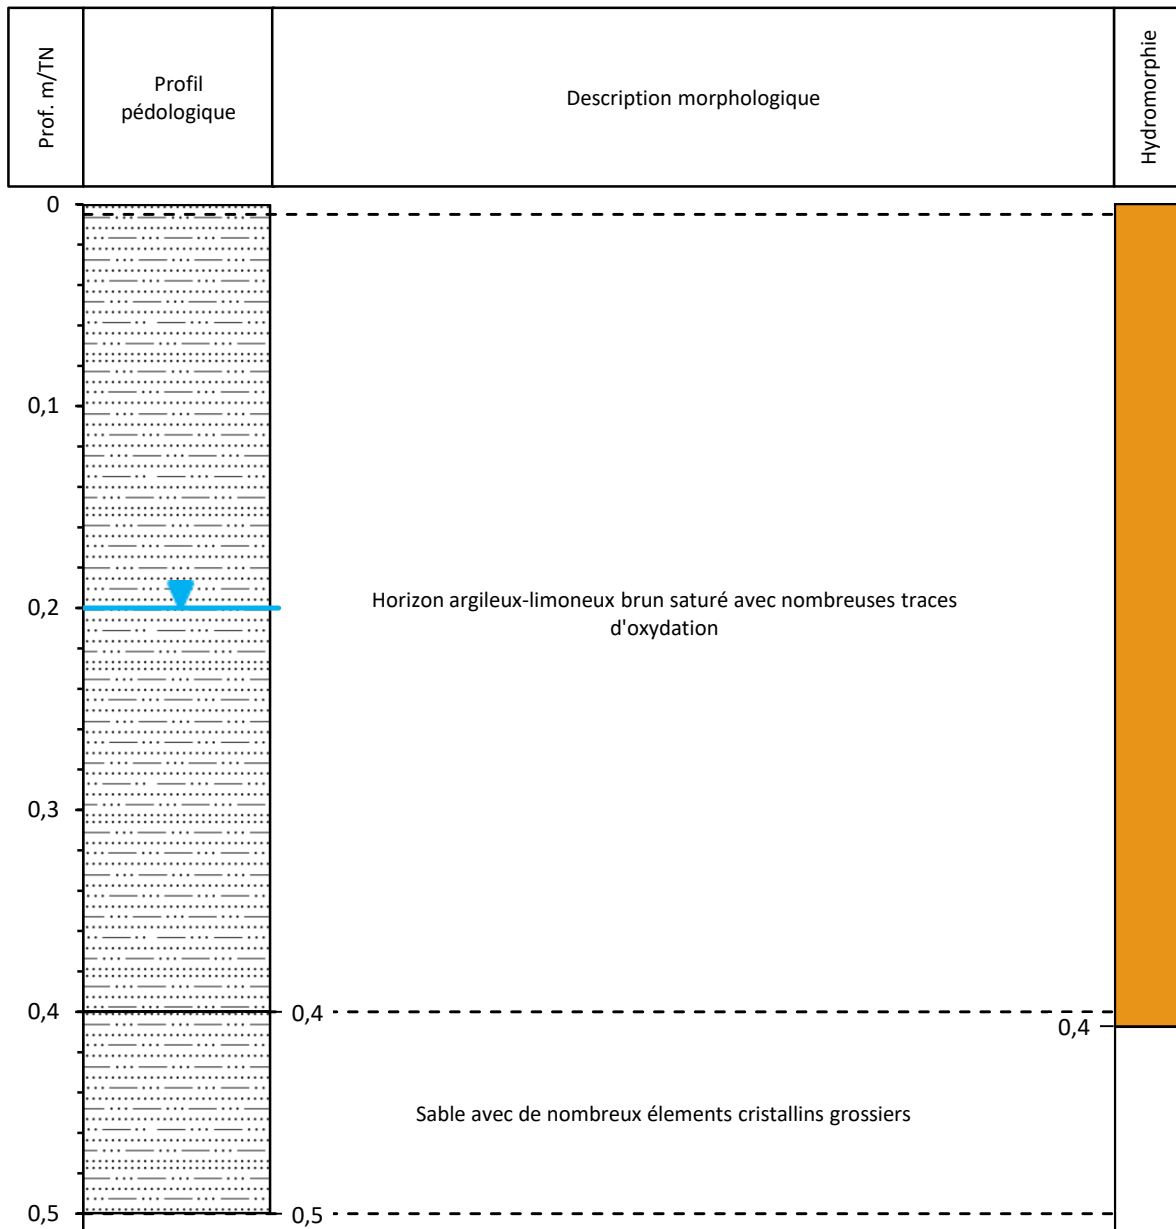 Prof. m/TN
Profil
pédologique
Description morphologique
Hydromorphie
0
0,1
0,2
Horizon argileux-limoneux brun saturé avec nombreuses traces
d'oxydation
0,3
0,4
0,4
0,4
Sable avec de nombreux élements cristallins grossiers
0,5
0,5